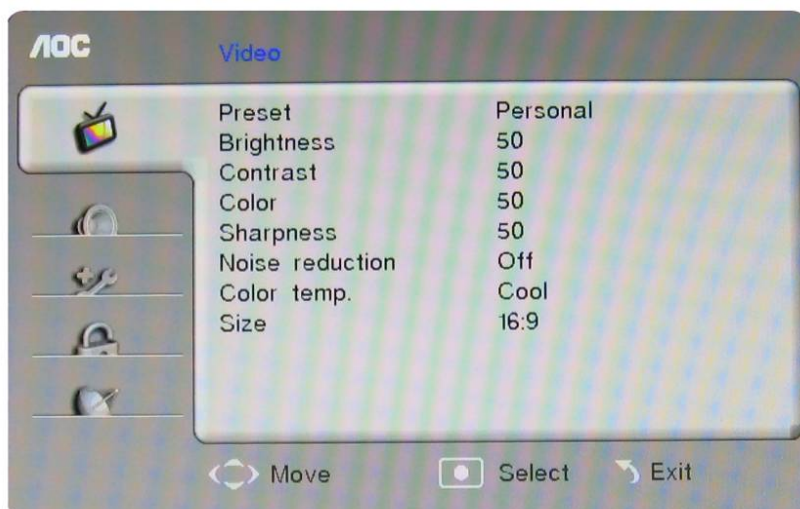 AOC
Video
Preset Personal
Brightness 50
Contrast 50
Color 50
Sharpness 50
Noise reduction Off
Color temp. Cool
Size 16:9
Move Select Exit